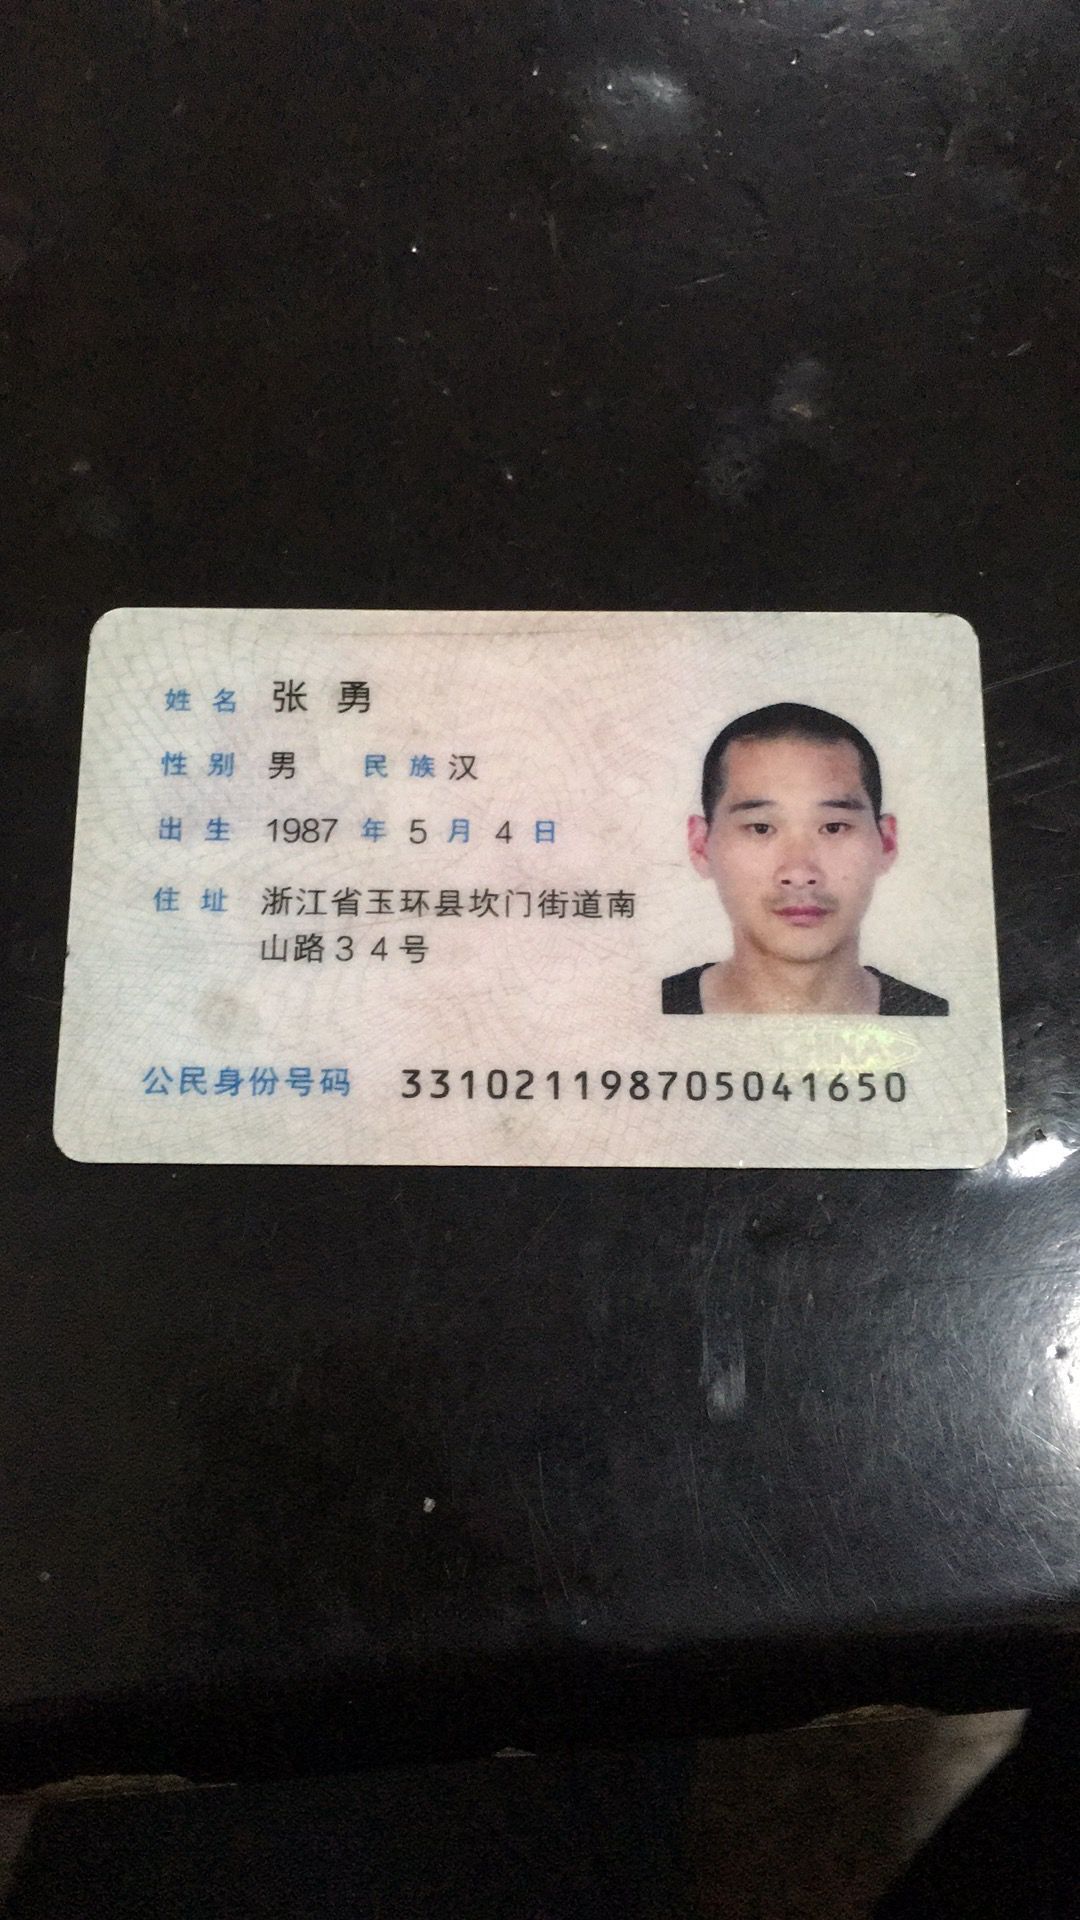 姓名 张勇
性别 男 民族 汉
出生 1987 年 5 月 4 日
住址 浙江省玉环县坎门街道南
山路34号
公民身份号码 331021198705041650